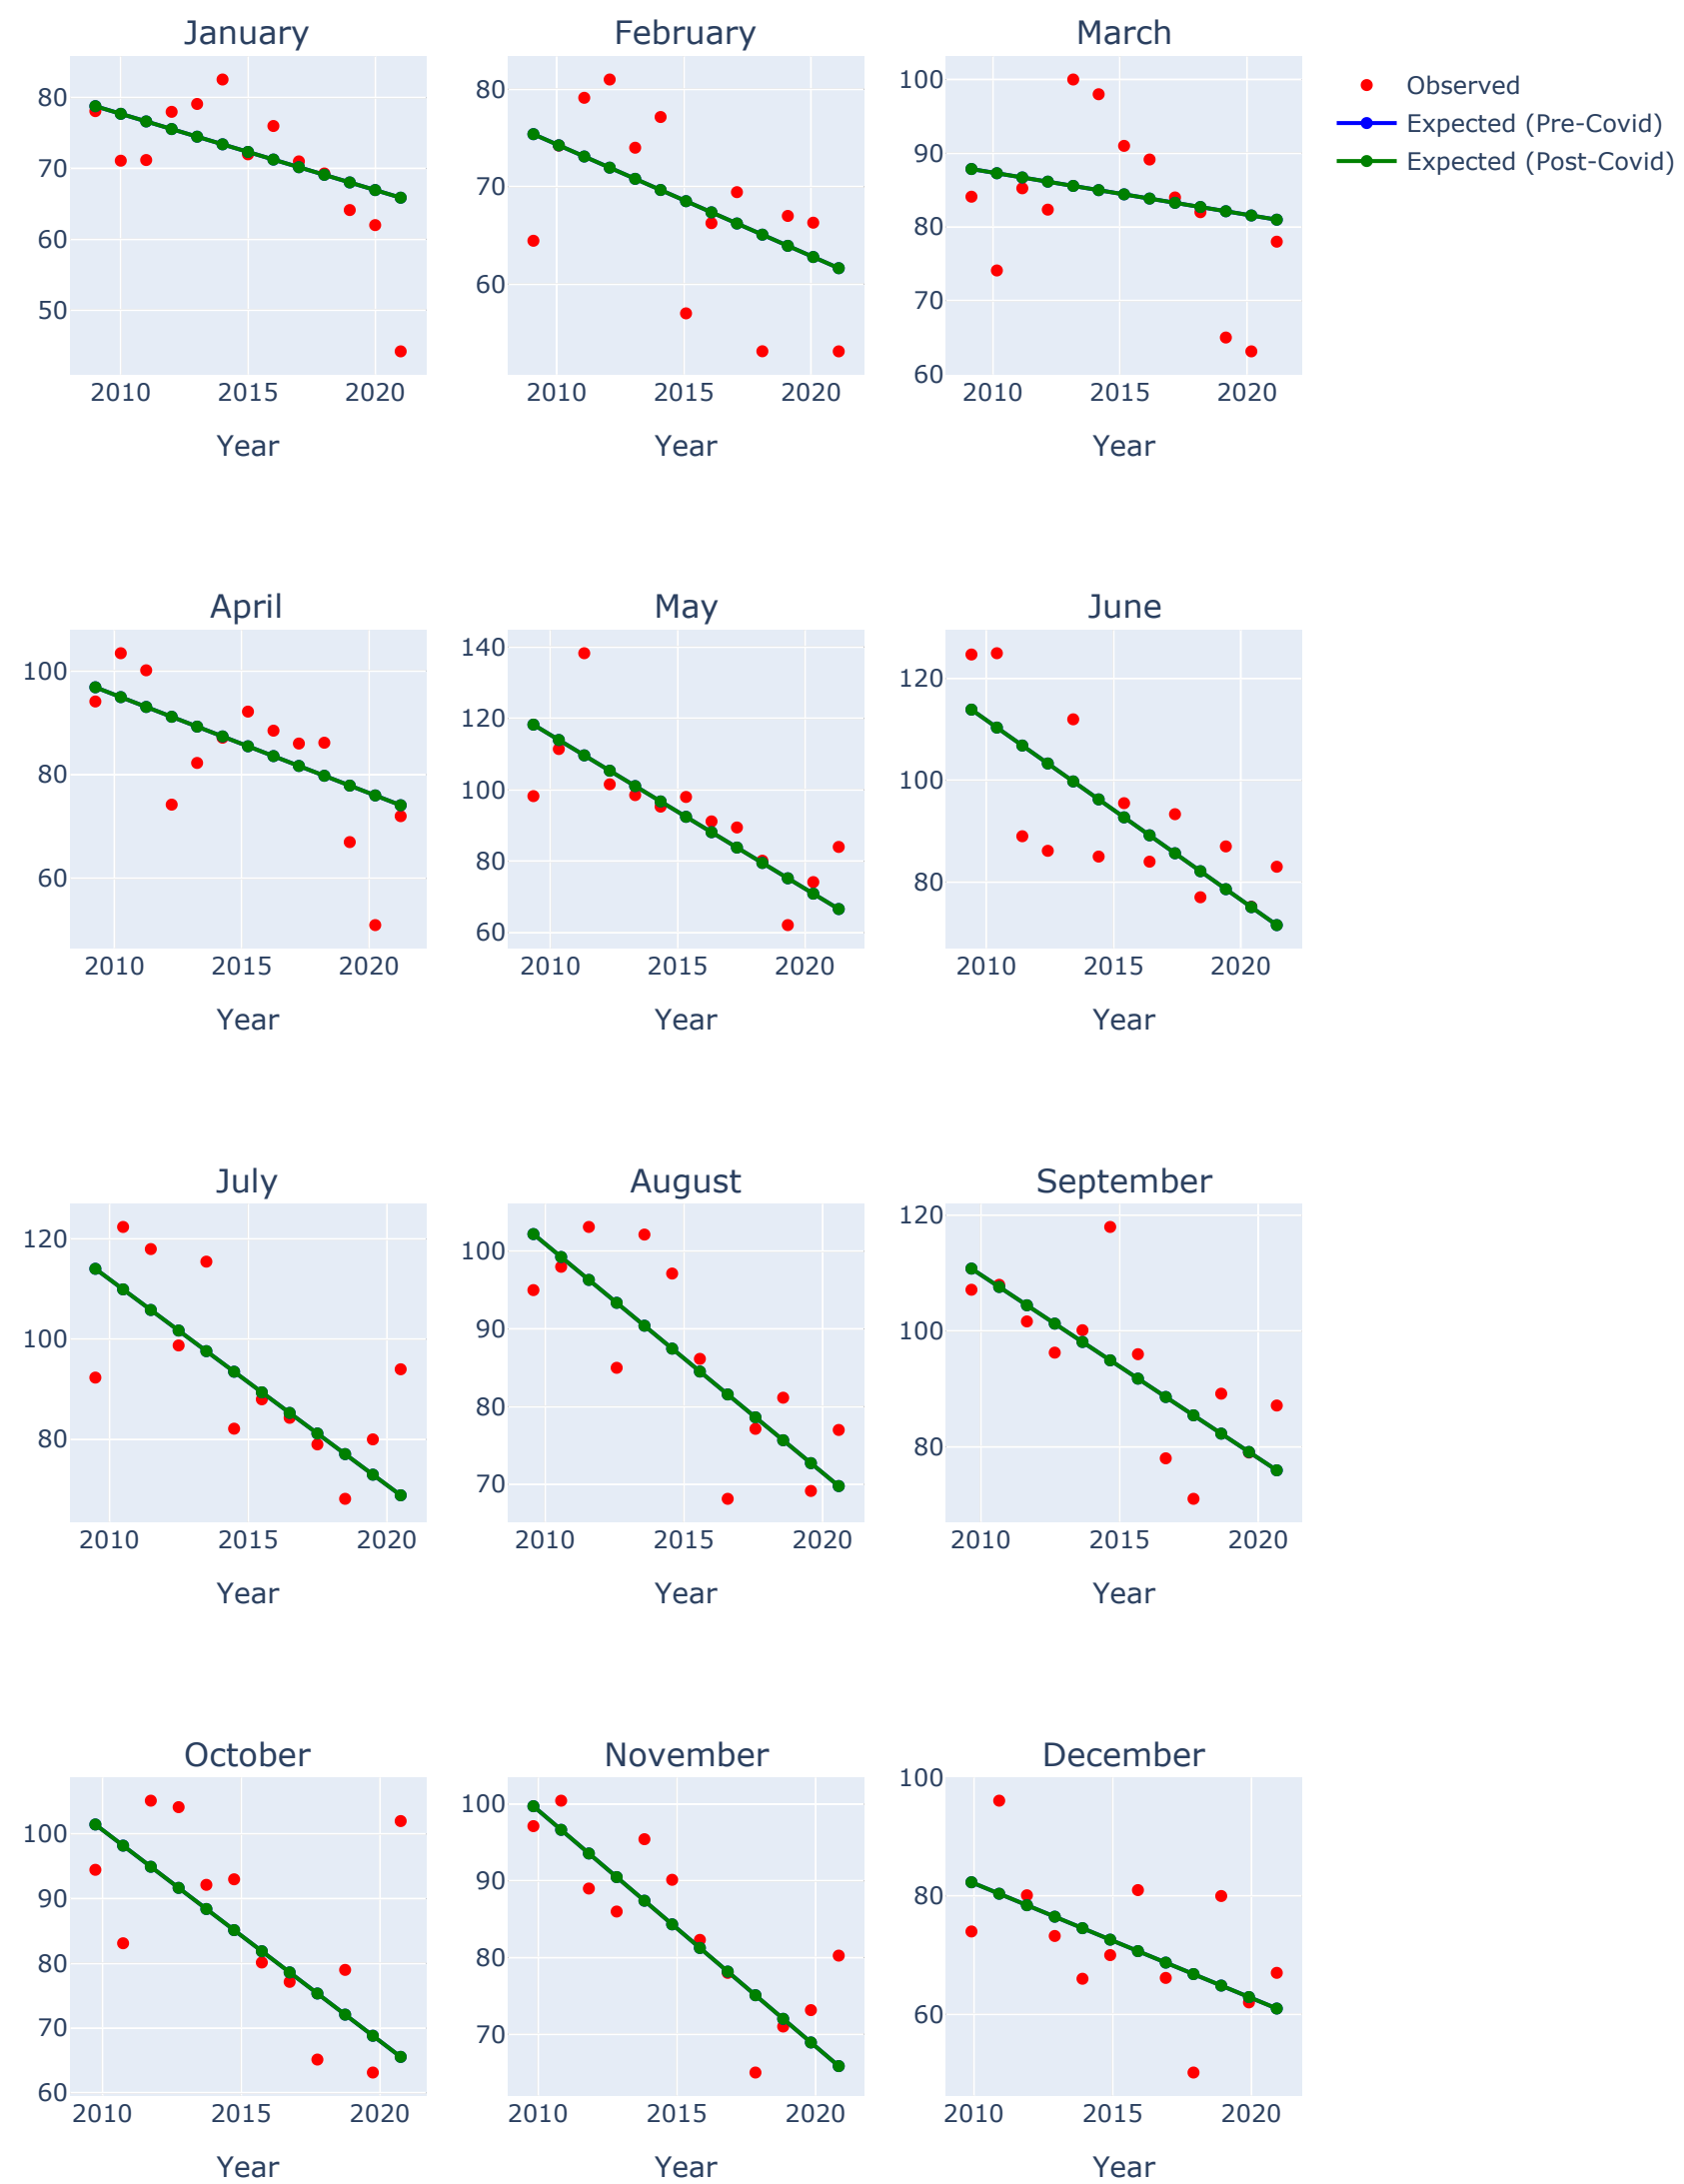 January February March
80
70
60
50
2010 2015 2020
Year
80
70
60
2010 2015 2020
Year
100
90
80
70
60
2010 2015 2020
Year
Observed
Expected (Pre-Covid)
Expected (Post-Covid)
April May June
100
80
60
2010 2015 2020
Year
140
120
100
80
60
2010 2015 2020
Year
120
100
80
2010 2015 2020
Year
July August September
120
100
80
2010 2015 2020
Year
100
90
80
70
2010 2015 2020
Year
120
100
80
2010 2015 2020
Year
October November December
100
90
80
70
60
2010 2015 2020
Year
100
90
80
70
2010 2015 2020
Year
100
80
60
2010 2015 2020
Year